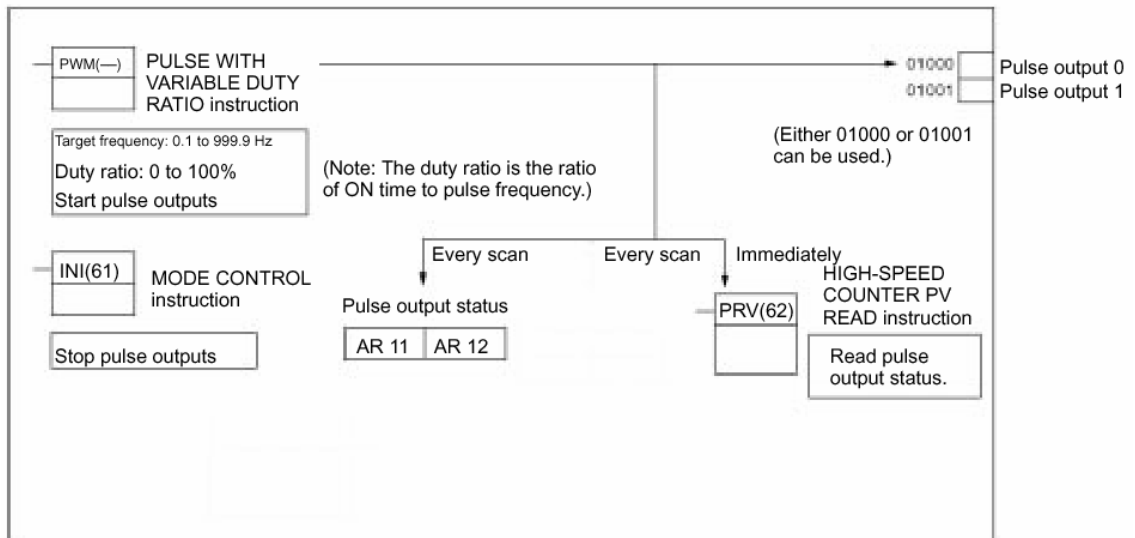 PWM(—)
PULSE WITH
VARIABLE DUTY
RATIO instruction
01000
Pulse output 0
01001
Pulse output 1
(Either 01000 or 01001
can be used.)
Target frequency: 0.1 to 999.9 Hz
Duty ratio: 0 to 100%
Start pulse outputs
(Note: The duty ratio is the ratio
of ON time to pulse frequency.)
INI(61)
MODE CONTROL
instruction
Stop pulse outputs
Every scan
Every scan
Immediately
Pulse output status
AR 11
AR 12
PRV(62)
HIGH-SPEED
COUNTER PV
READ instruction
Read pulse
output status.